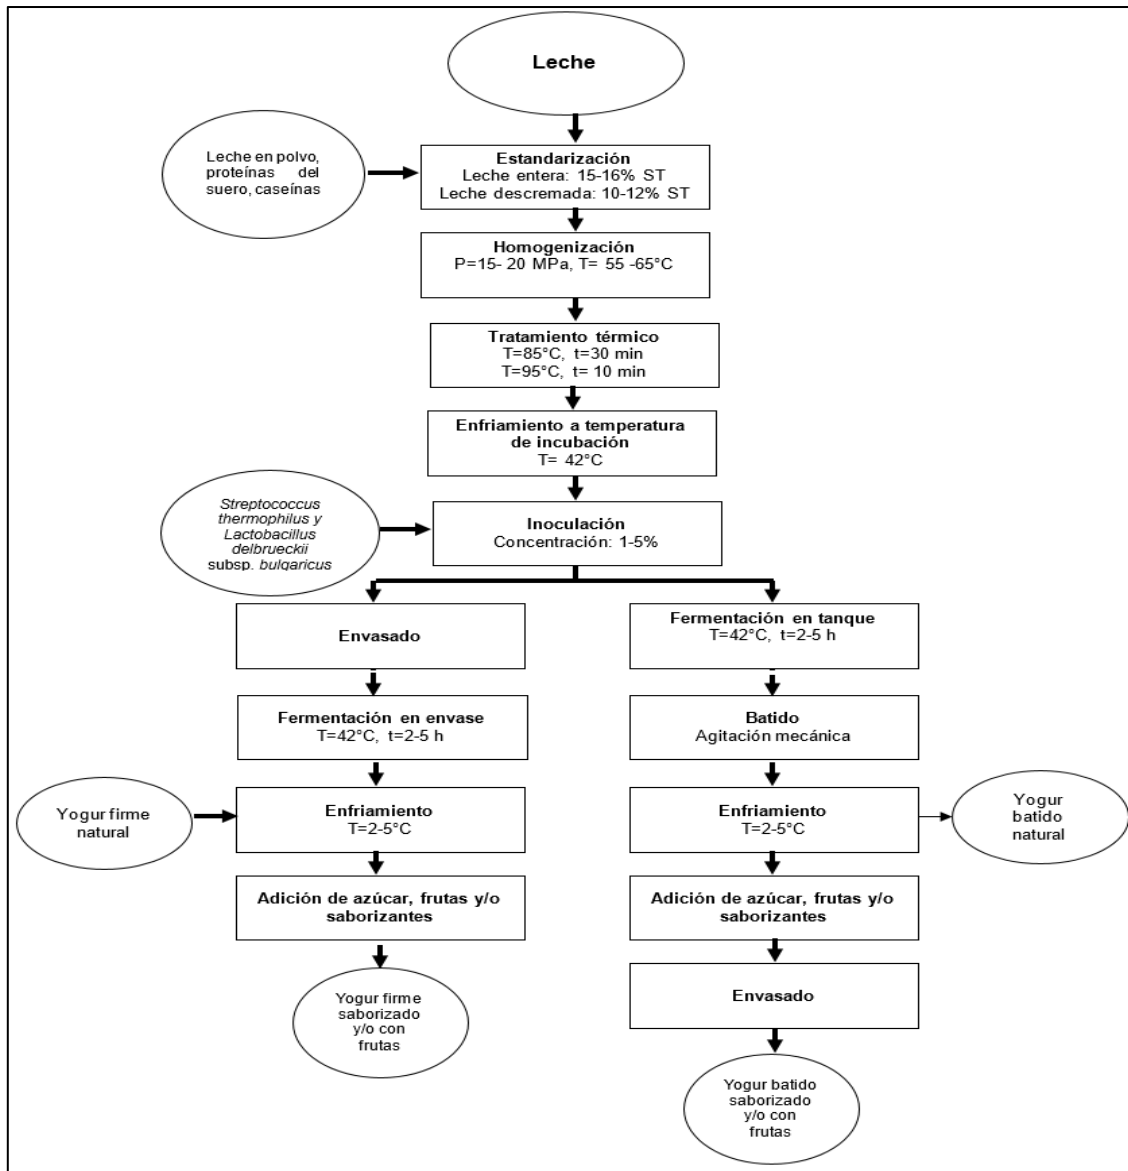 Leche
Leche en polvo,
proteínas del
suero, caseínas
Estandarización
Leche entera: 15-16% ST
Leche descremada: 10-12% ST
Homogenización
P=15- 20 MPa, T= 55 -65°C
Tratamiento térmico
T=85°C, t=30 min
T=95°C, t= 10 min
Enfriamiento a temperatura
de incubación
T= 42°C
Streptococcus
thermophilus y
Lactobacillus
delbrueckii
subsp. bulgaricus
Inoculación
Concentración: 1-5%
Envasado
Fermentación en tanque
T=42°C, t=2-5 h
Fermentación en envase
T=42°C, t=2-5 h
Batido
Agitación mecánica
Yogur firme
natural
Enfriamiento
T=2-5°C
Enfriamiento
T=2-5°C
Yogur
batido
natural
Adición de azúcar, frutas y/o
saborizantes
Adición de azúcar, frutas y/o
saborizantes
Yogur firme
saborizado
y/o con
frutas
Envasado
Yogur batido
saborizado
y/o con
frutas